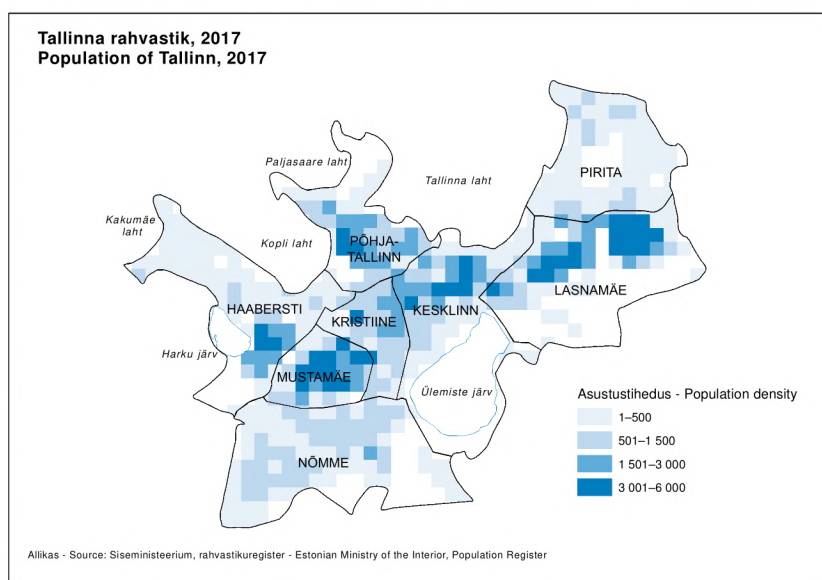 Tallinna rahvastik, 2017
Population of Tallinn, 2017
Paljasaare laht
Tallinna laht
PIRITA
Kakumäe
laht
Kopli laht
PÕHJA-
TALLINN
LASNAMÄE
HAABERSTI
KRISTIINE
KESKLINN
Harku järv
MUSTAMÄE
Ülemiste järv
NÕMME
Asustustihedus - Population density
1–500
501–1 500
1 501–3 000
3 001–6 000
Allikas - Source: Siseministeerium, rahvastikuregister - Estonian Ministry of the Interior, Population Register